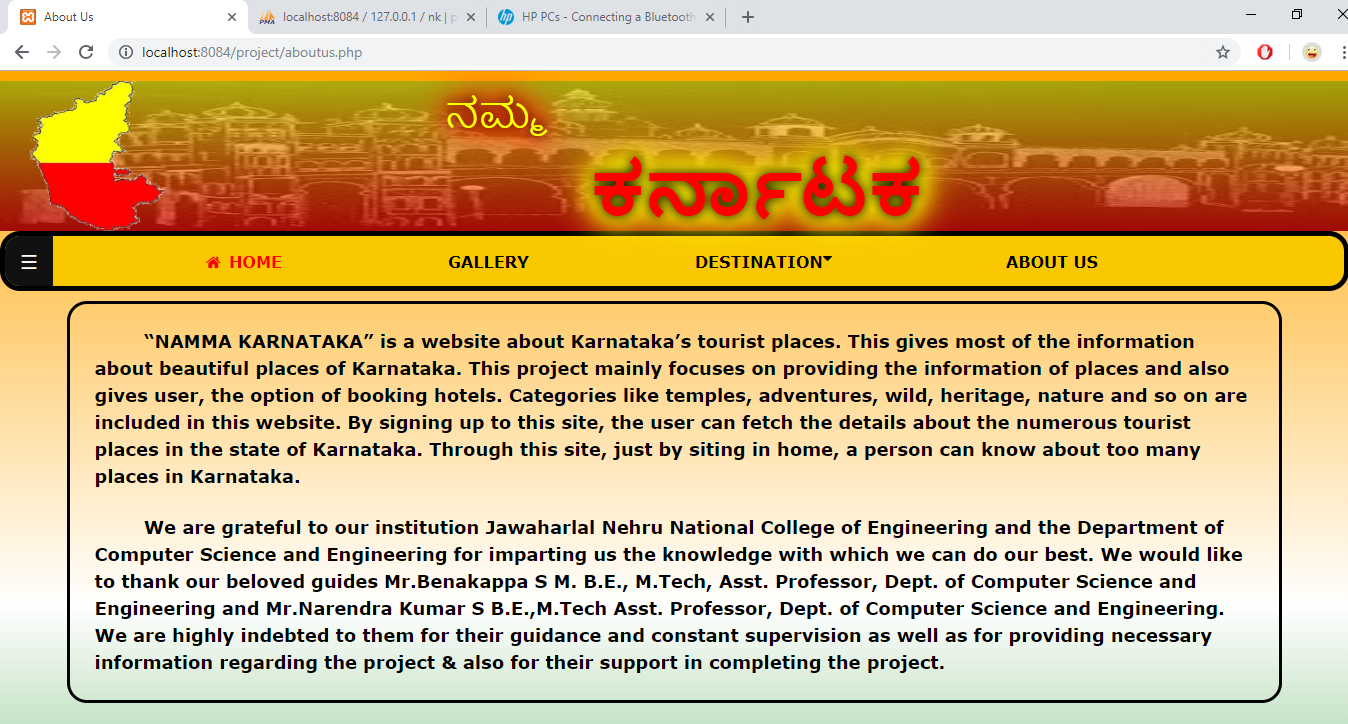 About Us
localhost:8084 / 127.0.0.1 / nk | p
HP PCs - Connecting a Bluetooth
localhost:8084/project/aboutus.php
ನಮ್ಮ
ಕರ್ನಾಟಕ
☰ HOME GALLERY DESTINATION ABOUT US
“NAMMA KARNATAKA” is a website about Karnataka’s tourist places. This gives most of the information
about beautiful places of Karnataka. This project mainly focuses on providing the information of places and also
gives user, the option of booking hotels. Categories like temples, adventures, wild, heritage, nature and so on are
included in this website. By signing up to this site, the user can fetch the details about the numerous tourist
places in the state of Karnataka. Through this site, just by siting in home, a person can know about too many
places in Karnataka.
We are grateful to our institution Jawaharlal Nehru National College of Engineering and the Department of
Computer Science and Engineering for imparting us the knowledge with which we can do our best. We would like
to thank our beloved guides Mr.Benakappa S M. B.E., M.Tech, Asst. Professor, Dept. of Computer Science and
Engineering and Mr.Narendra Kumar S B.E.,M.Tech Asst. Professor, Dept. of Computer Science and Engineering.
We are highly indebted to them for their guidance and constant supervision as well as for providing necessary
information regarding the project & also for their support in completing the project.